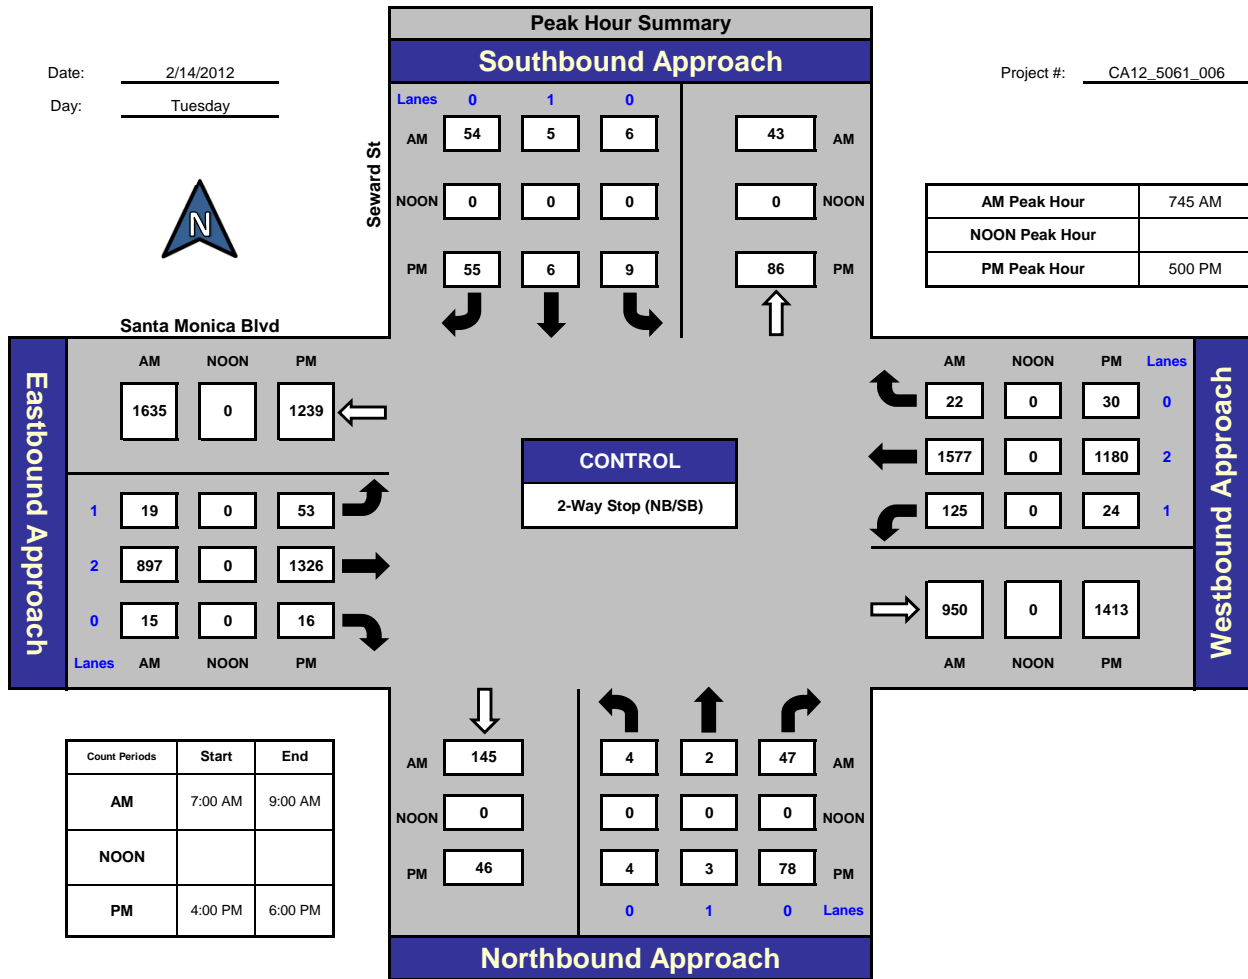 Peak Hour Summary
Southbound Approach
Date: 2/14/2012
Project #: CA12_5061_006
Day: Tuesday
Lanes 0 1 0
AM 54 5 6 43 AM
Seward St
NOON 0 0 0 0 NOON
PM 55 6 9 86 PM
N
AM Peak Hour 745 AM
NOON Peak Hour
PM Peak Hour 500 PM
Santa Monica Blvd
Eastbound Approach
AM NOON PM
1635 0 1239
1 19 0 53
2 897 0 1326
0 15 0 16
Lanes AM NOON PM
CONTROL
2-Way Stop (NB/SB)
AM NOON PM Lanes
22 0 30 0
1577 0 1180 2
125 0 24 1
950 0 1413
AM NOON PM
Westbound Approach
Count Periods Start End
AM 7:00 AM 9:00 AM
NOON
PM 4:00 PM 6:00 PM
AM 145 4 2 47 AM
NOON 0 0 0 0 NOON
PM 46 4 3 78 PM
0 1 0 Lanes
Northbound Approach